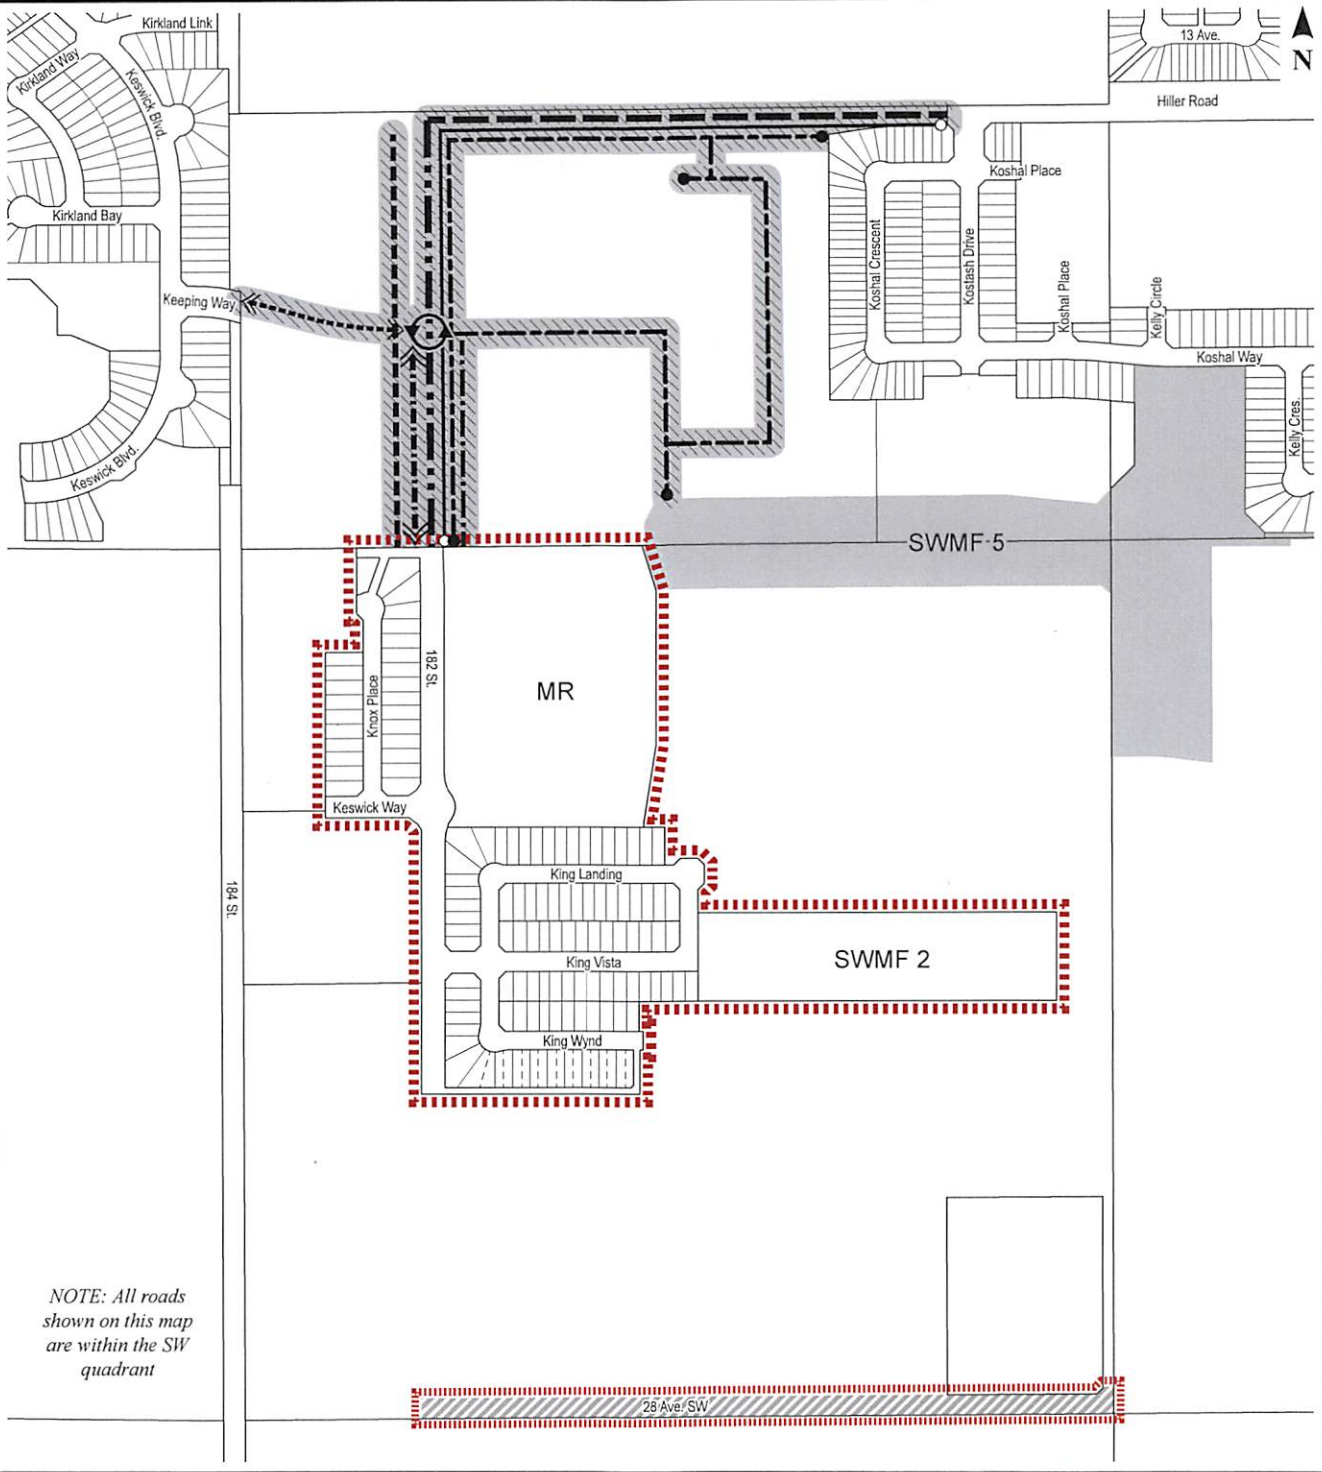 Kirkland Link
13 Ave.
N
Kirkland Way
Keswick Blvd.
Hiller Road
Koshal Place
Kirkland Bay
Koshal Crescent
Kostash Drive
Koshal Place
Kelly Circle
Keeping Way
Koshal Way
Kelly Cres.
Keswick Blvd.
SWMF 5
182 St.
MR
Knox Place
Keswick Way
King Landing
184 St.
King Vista
SWMF 2
King Wynd
NOTE: All roads
shown on this map
are within the SW
quadrant
28 Ave. SW